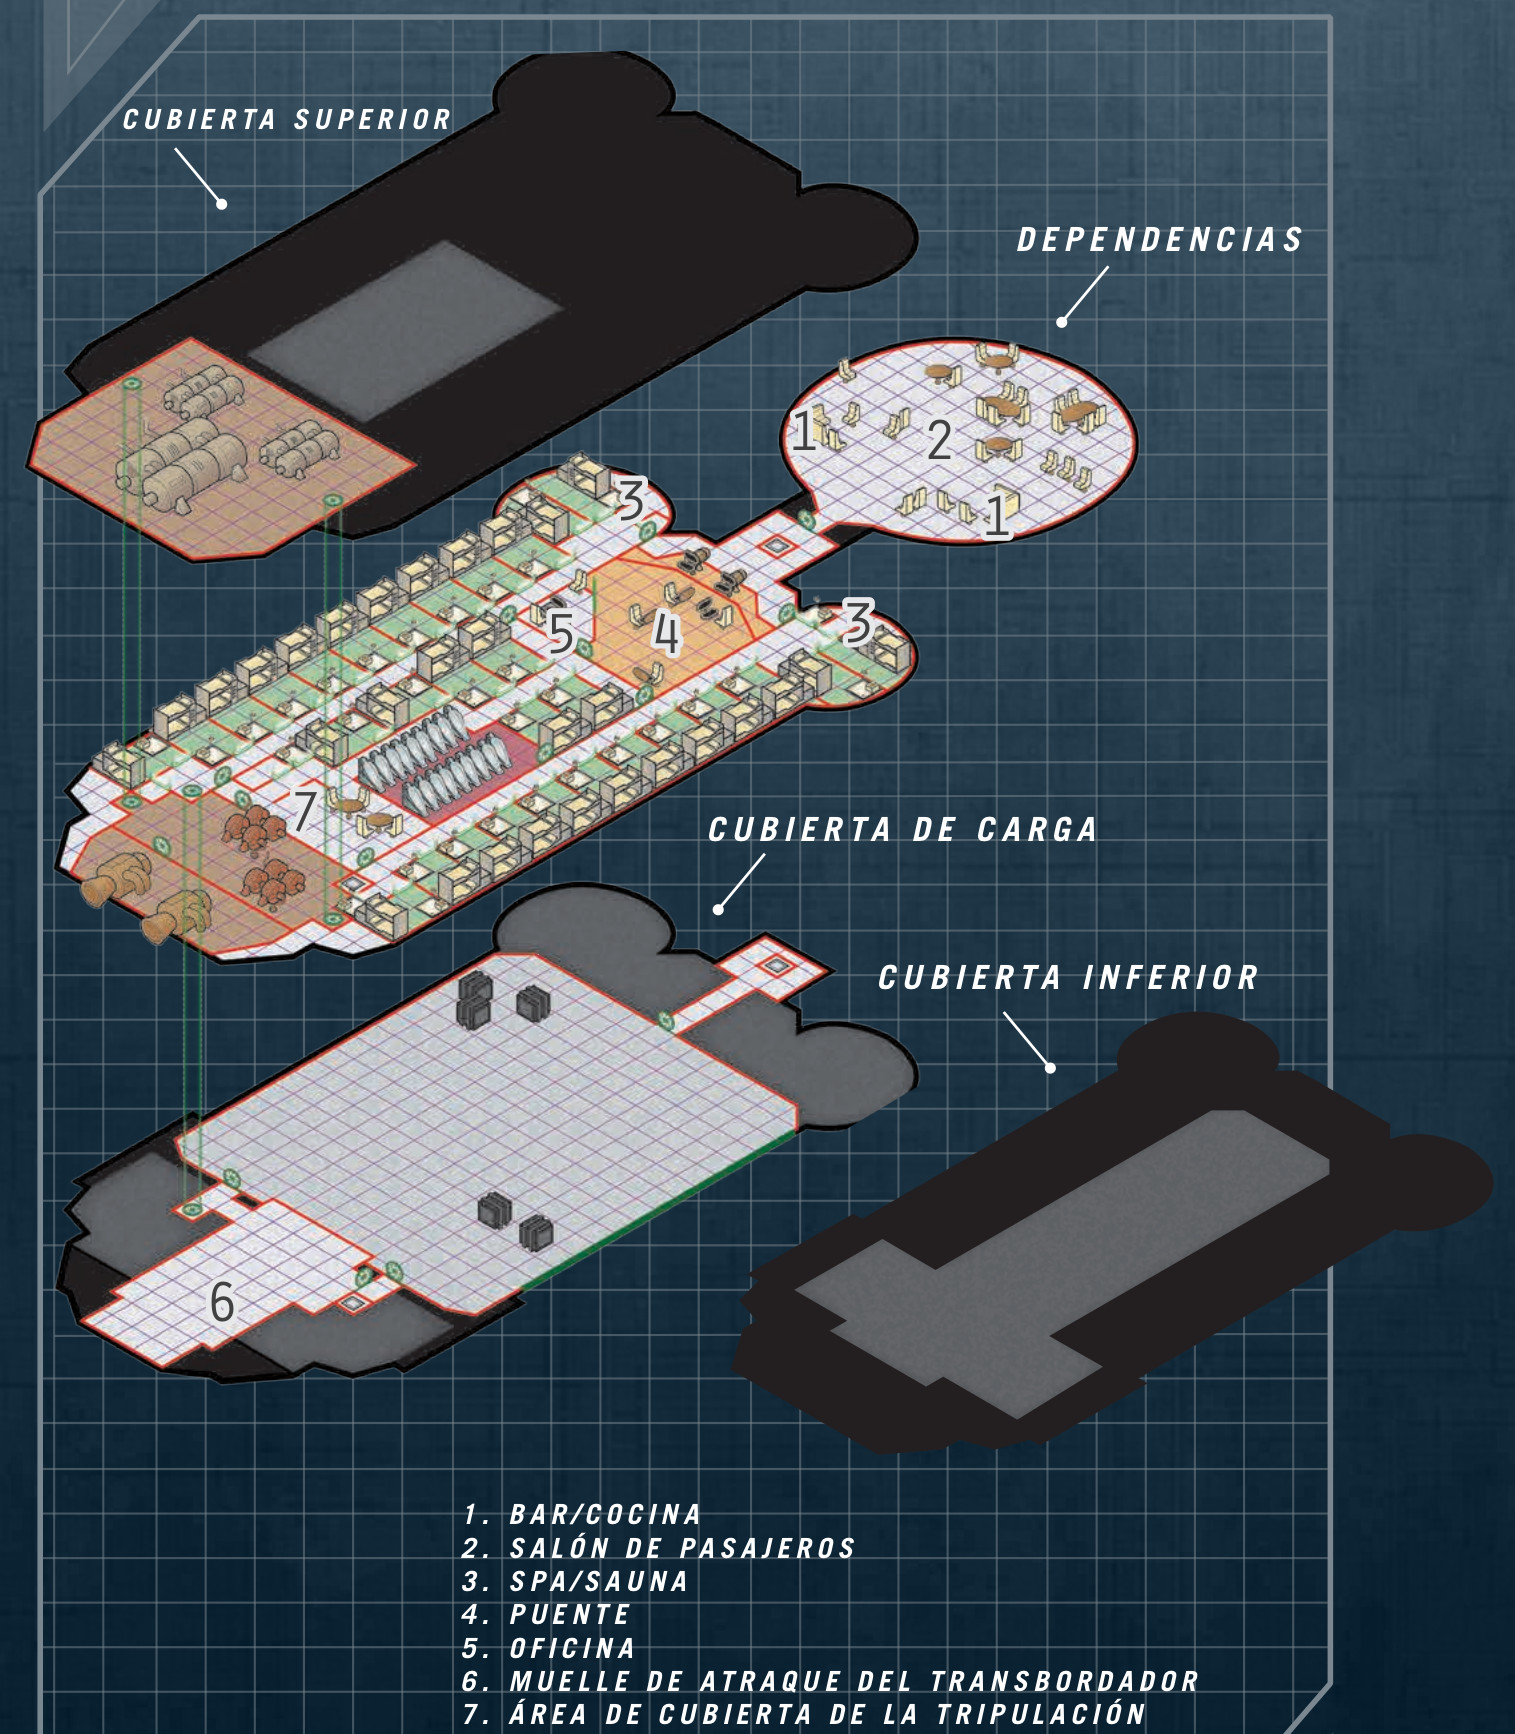 CUBIERTA SUPERIOR
DEPENDENCIAS
1
2
1
3
3
5
4
7
CUBIERTA DE CARGA
CUBIERTA INFERIOR
6
1. BAR/COCINA
2. SALÓN DE PASAJEROS
3. SPA/SAUNA
4. PUENTE
5. OFICINA
6. MUELLE DE ATRAQUE DEL TRANSBORDADOR
7. ÁREA DE CUBIERTA DE LA TRIPULACIÓN